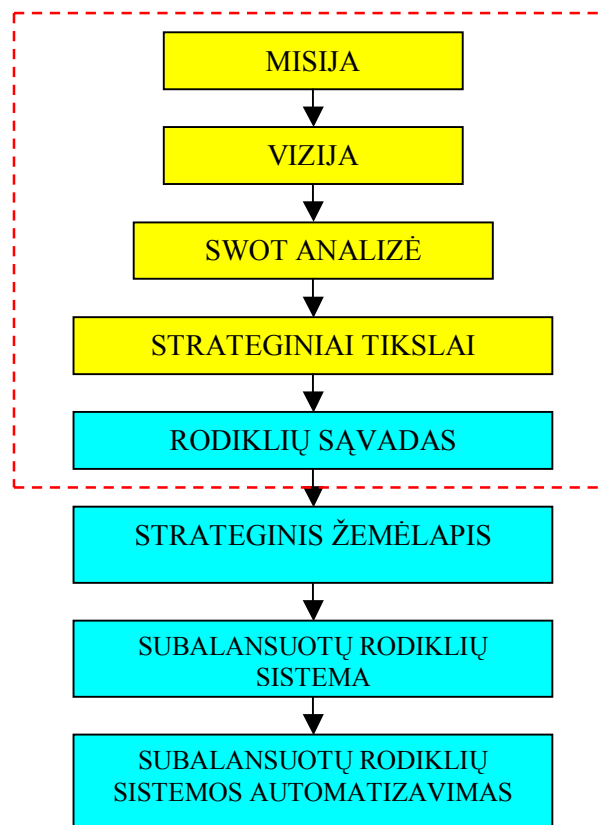 MISIJA
VIZIJA
SWOT ANALIZĖ
STRATEGINIAI TIKSLAI
RODIKLIŲ SĄVADAS
STRATEGINIS ŽEMĖLAPIS
SUBALANSUOTŲ RODIKLIŲ
SISTEMA
SUBALANSUOTŲ RODIKLIŲ
SISTEMOS AUTOMATIZAVIMAS